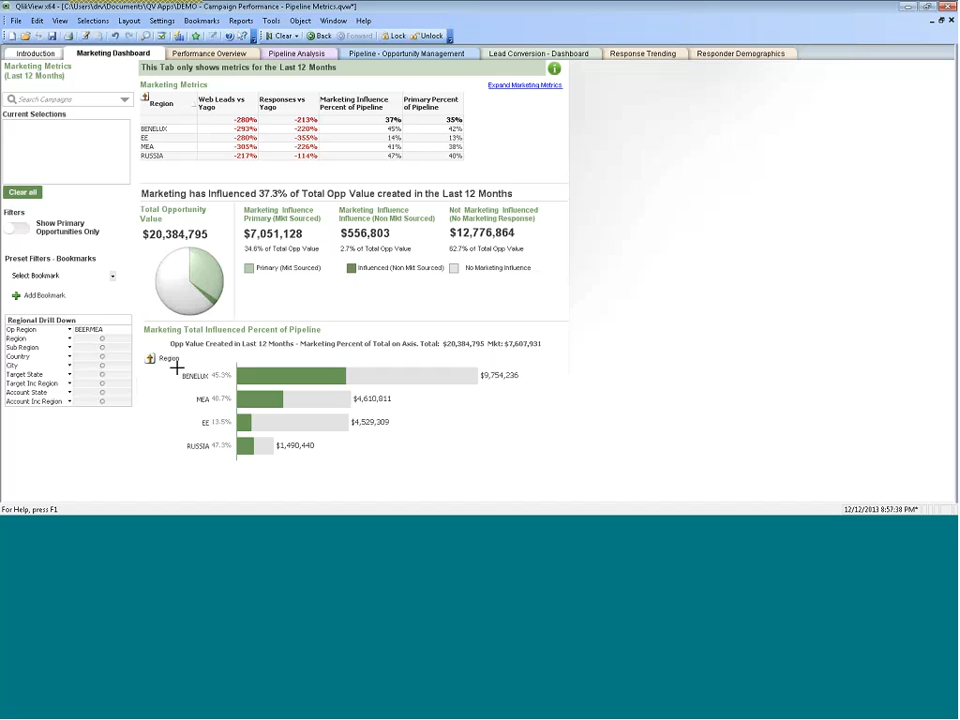 QlikView x64 - [C:\Users\drv\Documents\QV Apps\DEMO - Campaign Performance - Pipeline Metrics.qvw*]
File Edit View Selections Layout Settings Bookmarks Reports Tools Object Window Help
Clear Back Forward Lock Unlock
Introduction Marketing Dashboard Performance Overview Pipeline Analysis Pipeline - Opportunity Management Lead Conversion - Dashboard Response Trending Responder Demographics
Marketing Metrics
(Last 12 Months)
Search Campaigns
Current Selections
Clear all
Filters
Show Primary
Opportunities Only
Preset Filters - Bookmarks
Select Bookmark
Add Bookmark
Regional Drill Down
Op Region BEERMEA
Region
Sub Region
Country
City
Target State
Target Inc Region
Account State
Account Inc Region
This Tab only shows metrics for the Last 12 Months
Marketing Metrics
Expand Marketing Metrics
Region Web Leads vs Yago Responses vs Yago Marketing Influence Percent of Pipeline Primary Percent of Pipeline
-280% -213% 37% 35%
BENELUX -293% -220% 45% 42%
EE -280% -355% 14% 13%
MEA -305% -226% 41% 38%
RUSSIA -217% -114% 47% 40%
Marketing has Influenced 37.3% of Total Opp Value created in the Last 12 Months
Total Opportunity
Value
$20,384,795
Marketing Influence
Primary (Mkt Sourced)
$7,051,128
34.6% of Total Opp Value
Marketing Influence
Influence (Non Mkt Sourced)
$556,803
2.7% of Total Opp Value
Not Marketing Influenced
(No Marketing Response)
$12,776,864
62.7% of Total Opp Value
Primary (Mkt Sourced) Influenced (Non Mkt Sourced) No Marketing Influence
Marketing Total Influenced Percent of Pipeline
Opp Value Created in Last 12 Months - Marketing Percent of Total on Axis. Total: $20,384,795 Mkt: $7,607,931
Region
BENELUX 45.3% $9,754,236
MEA 40.7% $4,610,811
EE 13.5% $4,529,309
RUSSIA 47.3% $1,490,440
For Help, press F1
12/12/2013 8:57:38 PM*